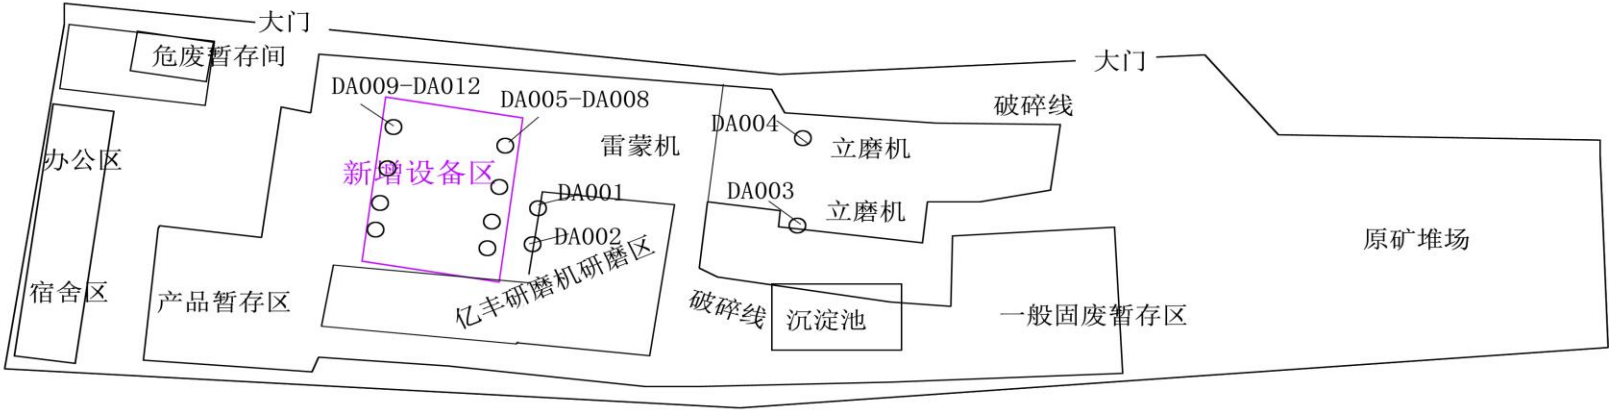 大门
危废暂存间
大门
DA009-DA012
DA005-DA008
破碎线
DA004
雷蒙机
立磨机
办公区
新增设备区
DA001
DA003
立磨机
DA002
原矿堆场
亿丰研磨机研磨区
宿舍区
产品暂存区
破碎线
沉淀池
一般固废暂存区